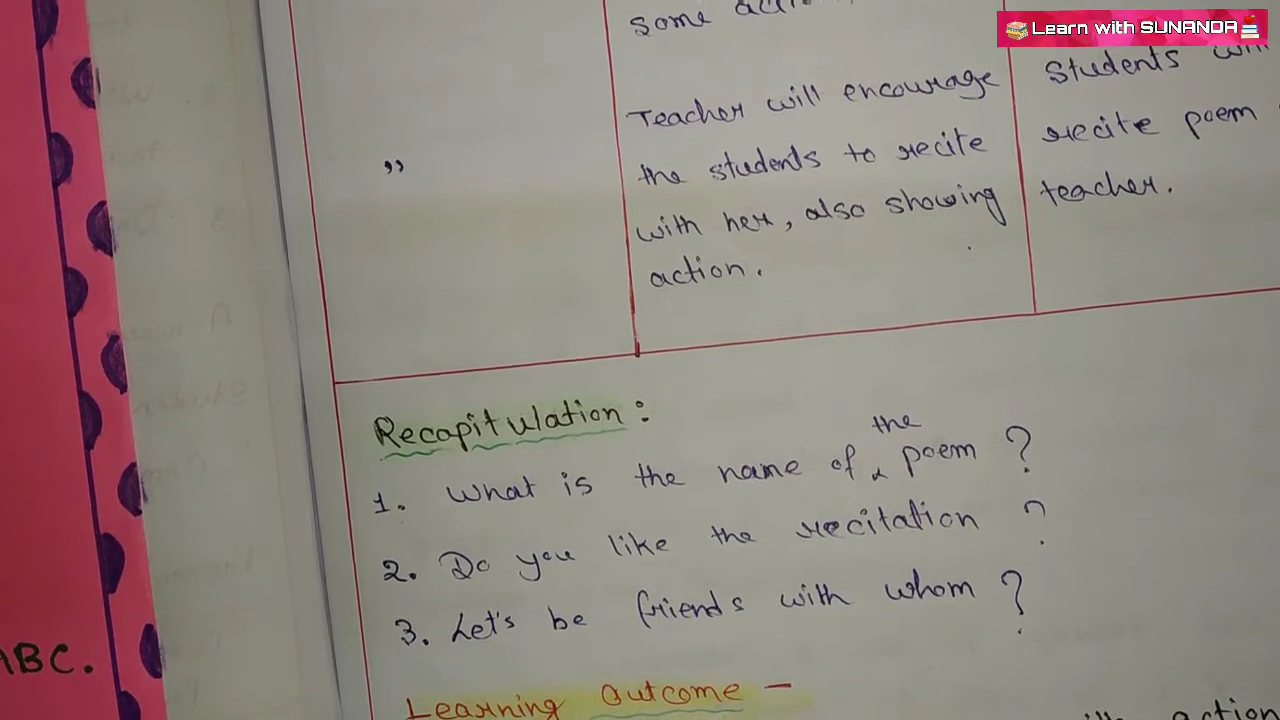 Learn with SUNANDA
some
Teacher will encourage
the students to recite
with her, also showing
action.
”
Students will
recite poem
teacher.
Recapitulation :
1. What is the name of the poem ?
2. Do you like the recitation ?
3. Let's be friends with whom ?
Learning outcome -
action
ABC.